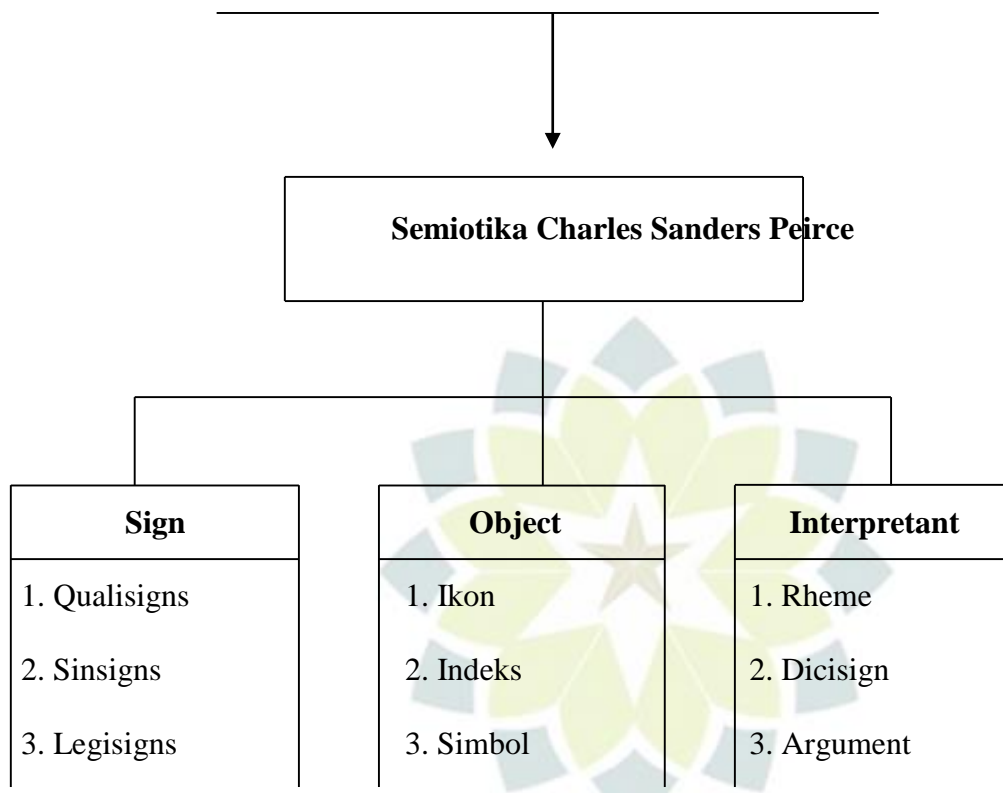 Semiotika Charles Sanders Peirce
Sign
1. Qualisigns
2. Sinsigns
3. Legisigns
Object
1. Ikon
2. Indeks
3. Simbol
Interpretant
1. Rheme
2. Dicisign
3. Argument